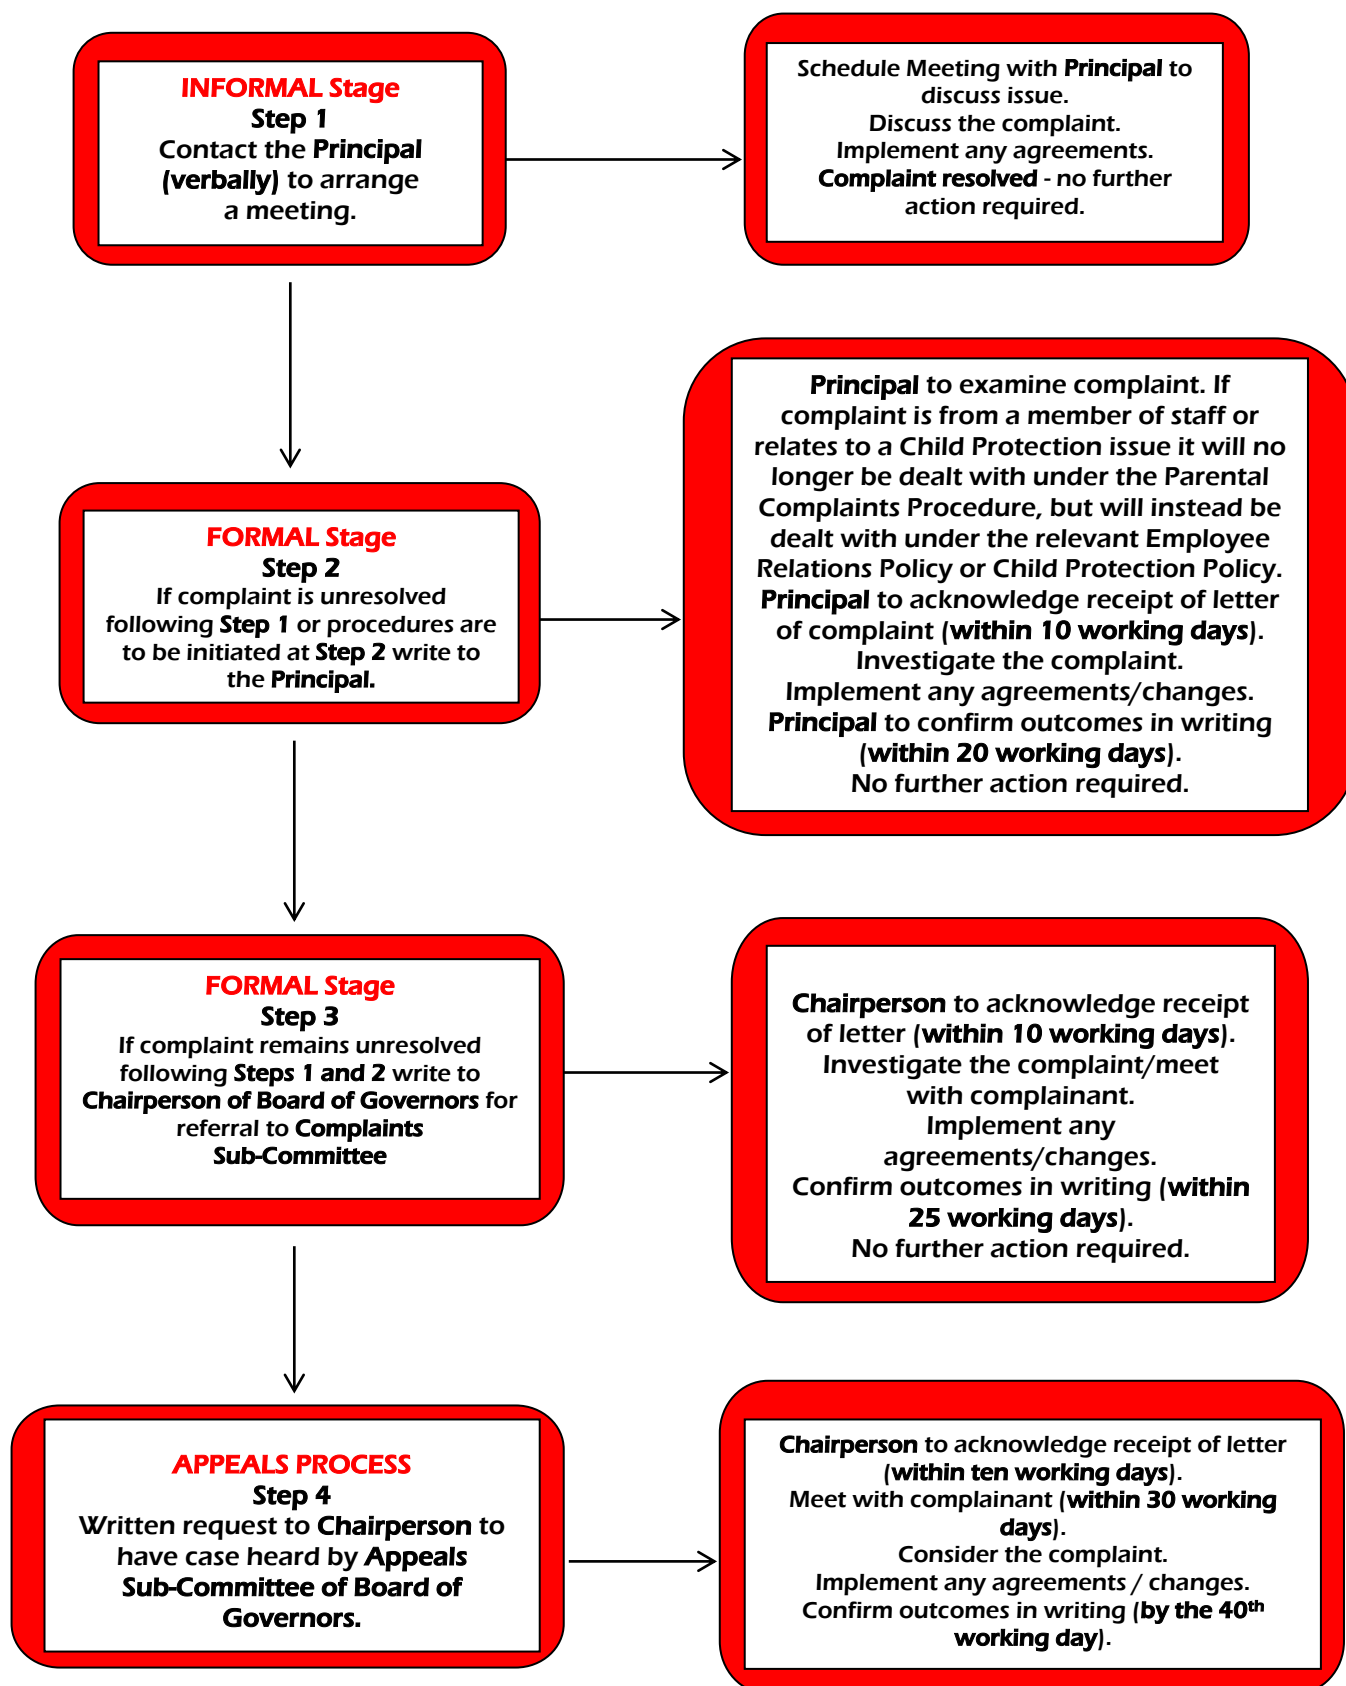 INFORMAL Stage
Step 1
Contact the Principal
(verbally) to arrange
a meeting.
Schedule Meeting with Principal to
discuss issue.
Discuss the complaint.
Implement any agreements.
Complaint resolved - no further
action required.
FORMAL Stage
Step 2
If complaint is unresolved
following Step 1 or procedures are
to be initiated at Step 2 write to
the Principal.
Principal to examine complaint. If
complaint is from a member of staff or
relates to a Child Protection issue it will no
longer be dealt with under the Parental
Complaints Procedure, but will instead be
dealt with under the relevant Employee
Relations Policy or Child Protection Policy.
Principal to acknowledge receipt of letter
of complaint (within 10 working days).
Investigate the complaint.
Implement any agreements/changes.
Principal to confirm outcomes in writing
(within 20 working days).
No further action required.
FORMAL Stage
Step 3
If complaint remains unresolved
following Steps 1 and 2 write to
Chairperson of Board of Governors for
referral to Complaints
Sub-Committee
Chairperson to acknowledge receipt
of letter (within 10 working days).
Investigate the complaint/meet
with complainant.
Implement any
agreements/changes.
Confirm outcomes in writing (within
25 working days).
No further action required.
APPEALS PROCESS
Step 4
Written request to Chairperson to
have case heard by Appeals
Sub-Committee of Board of
Governors.
Chairperson to acknowledge receipt of letter
(within ten working days).
Meet with complainant (within 30 working
days).
Consider the complaint.
Implement any agreements / changes.
Confirm outcomes in writing (by the 40th
working day).